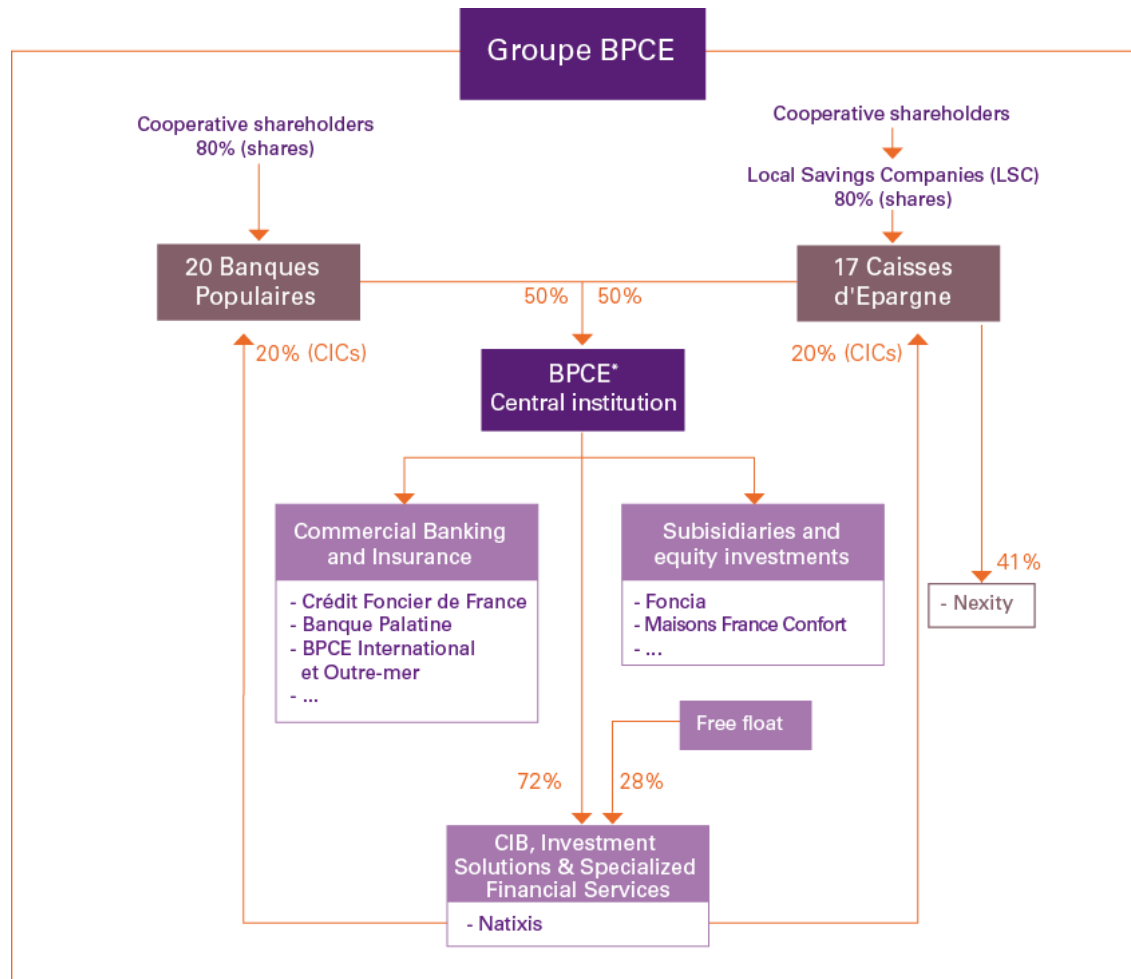 Groupe BPCE
Cooperative shareholders
80% (shares)
Cooperative shareholders
Local Savings Companies (LSC)
80% (shares)
20 Banques
Populaires
17 Caisses
d'Epargne
50%
50%
20% (CICs)
20% (CICs)
BPCE*
Central institution
Commercial Banking
and Insurance
- Crédit Foncier de France
- Banque Palatine
- BPCE International
et Outre-mer
- ...
Subisidiaries and
equity investments
- Foncia
- Maisons France Confort
- ...
41%
- Nexity
Free float
72%
28%
CIB, Investment
Solutions & Specialized
Financial Services
- Natixis